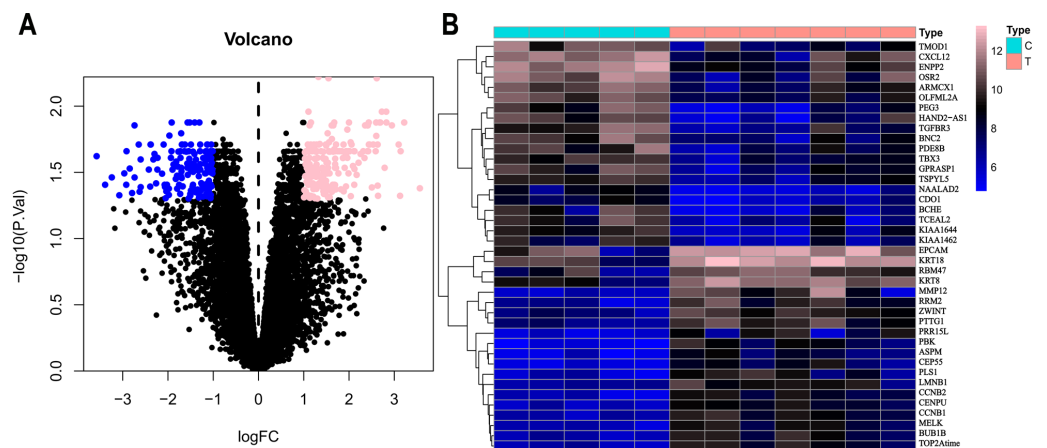 A
Volcano
2.0
1.5
1.0
0.5
0.0
−log10(P.Val)
−3
−2
−1
0
1
2
3
logFC
B
Type
TMOD1
CXCL12
ENPP2
OSR2
ARMCX1
OLFML2A
PEG3
HAND2−AS1
TGFBR3
BNC2
PDE8B
TBX3
GPRASP1
TSPYL5
NAALAD2
CDO1
BCHE
TCEAL2
KIAA1644
KIAA1462
EPCAM
KRT18
RBM47
KRT8
MMP12
RRM2
ZWINT
PTTG1
PRR15L
PBK
ASPM
CEP55
PLS1
LMNB1
CCNB2
CENPU
CCNB1
MELK
BUB1B
TOP2Atime
12
10
8
6
Type
C
T